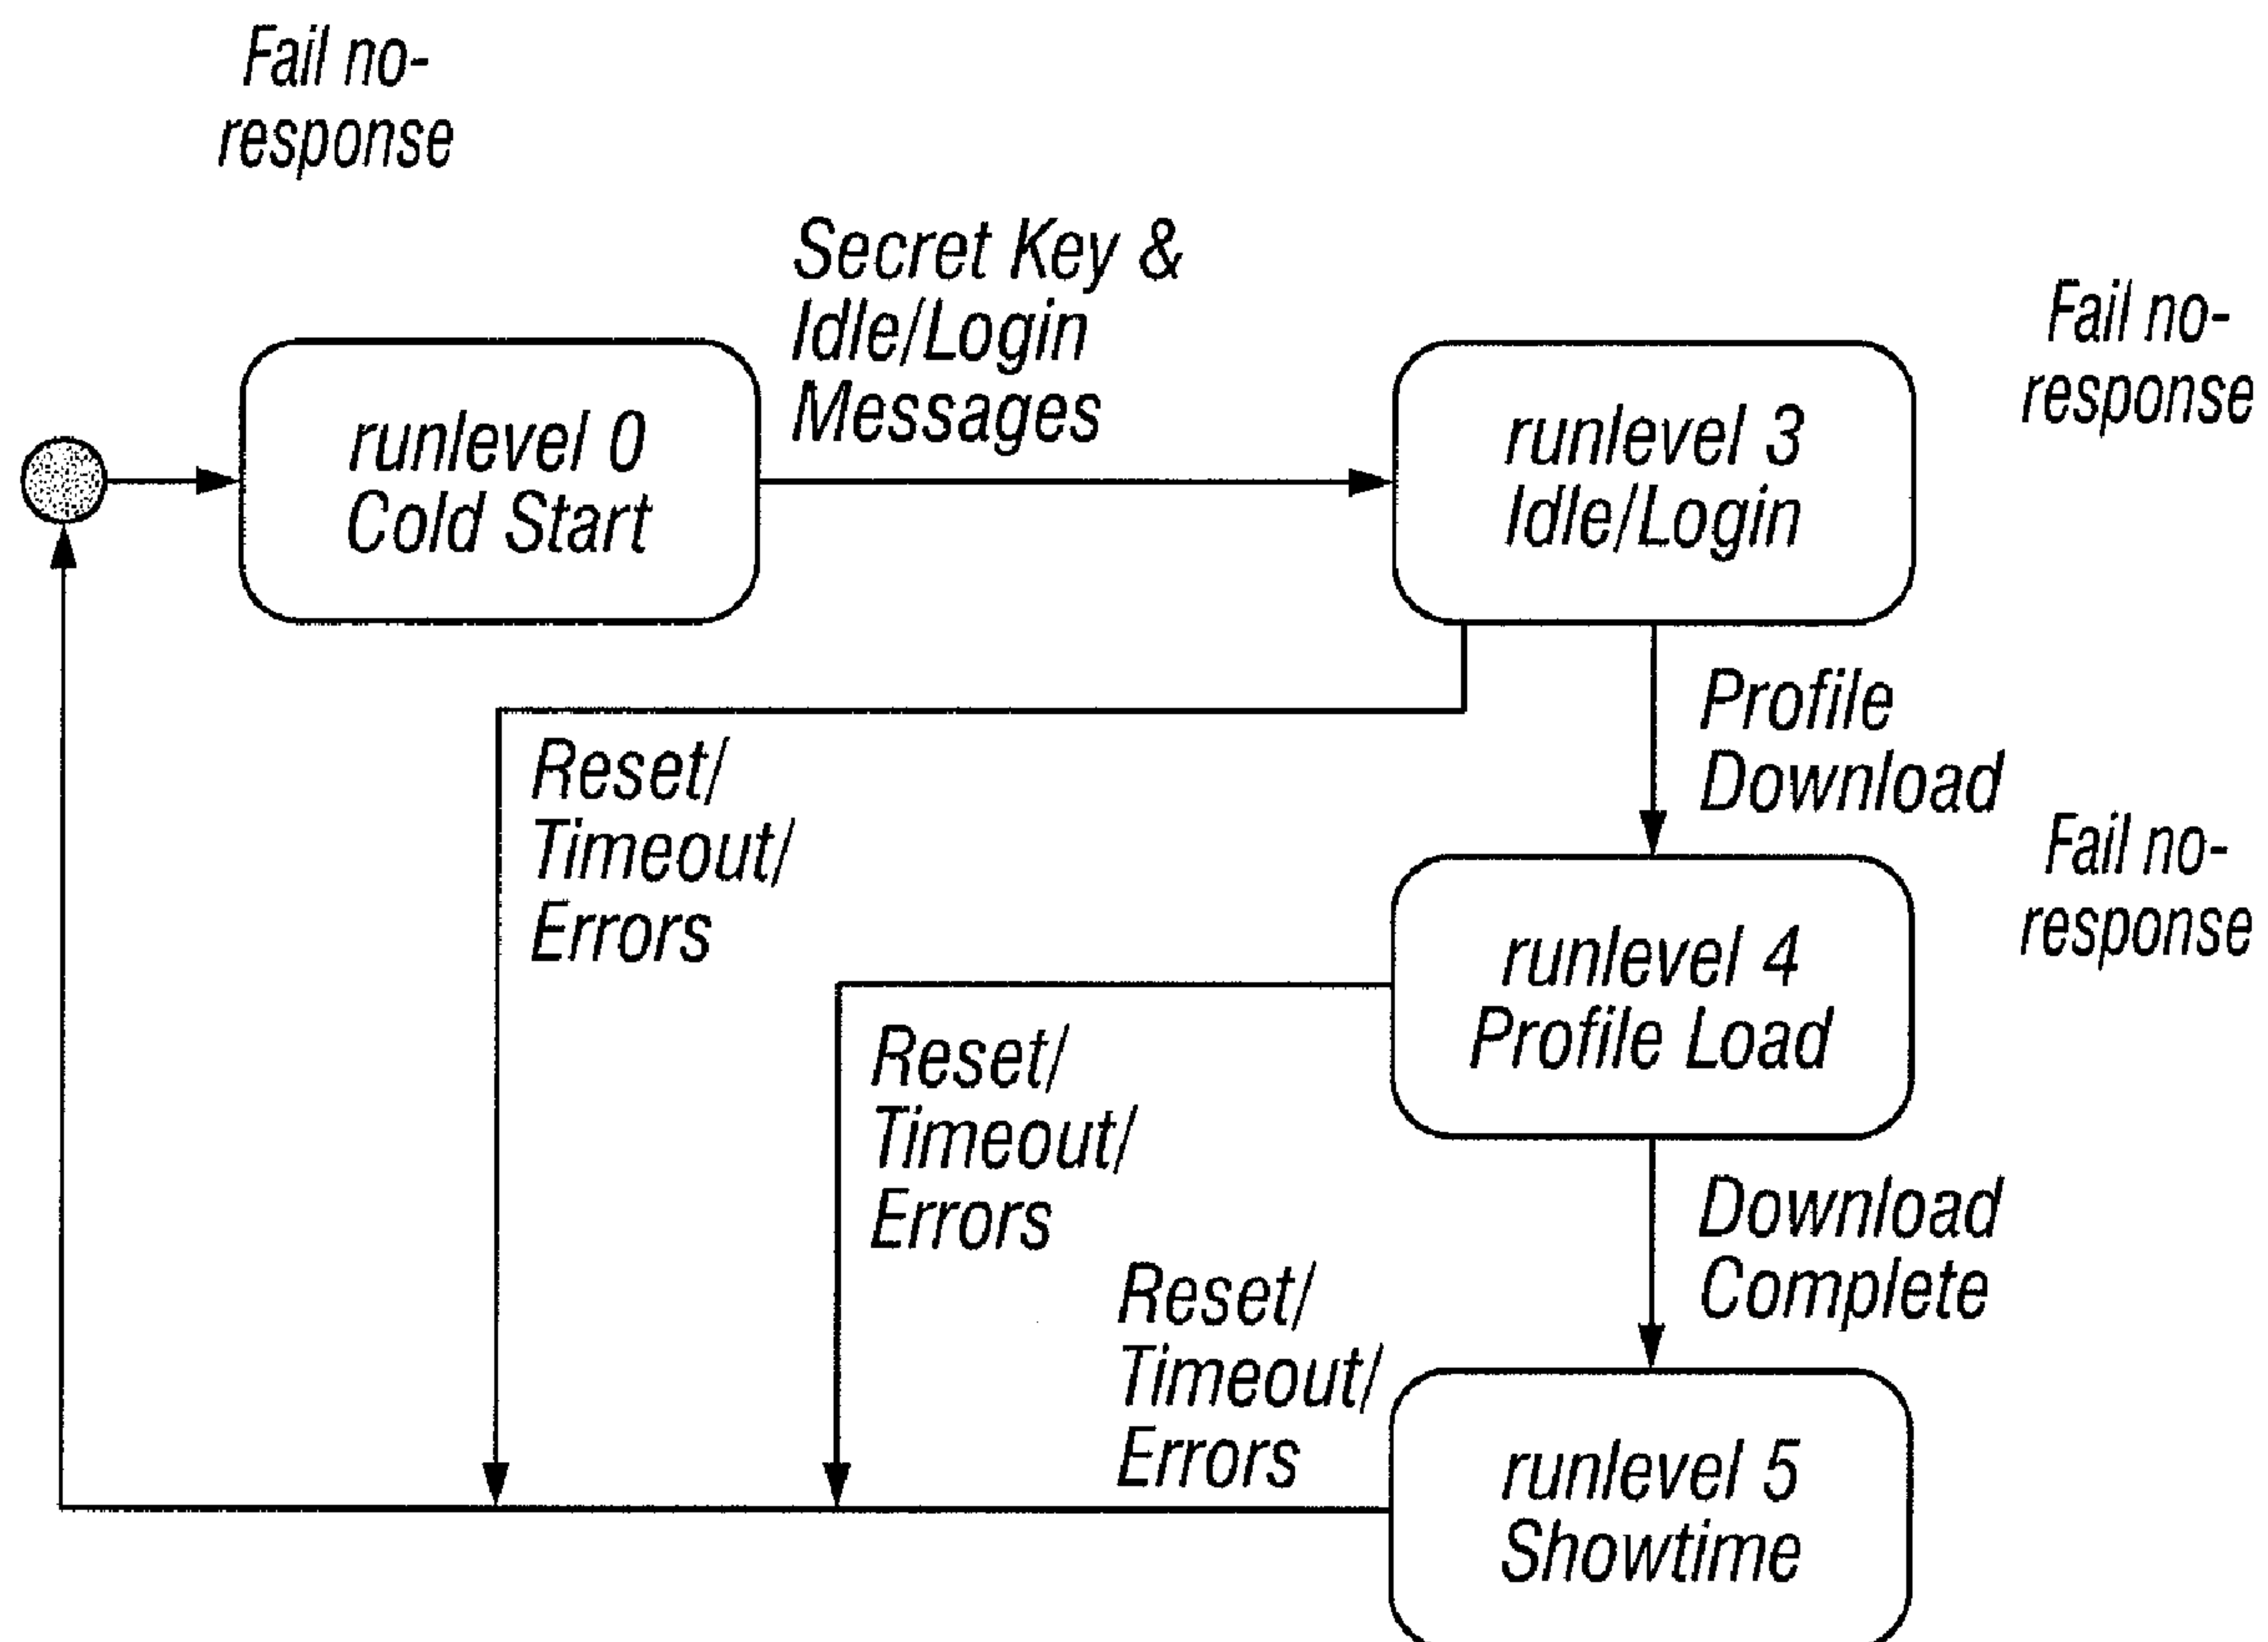 Fail no-
response
Secret Key &
Idle/Login
Messages
runlevel 0
Cold Start
runlevel 3
Idle/Login
Fail no-
response
Profile
Download
Reset/
Timeout/
Errors
Fail no-
response
runlevel 4
Profile Load
Reset/
Timeout/
Errors
Download
Complete
Reset/
Timeout/
Errors
runlevel 5
Showtime